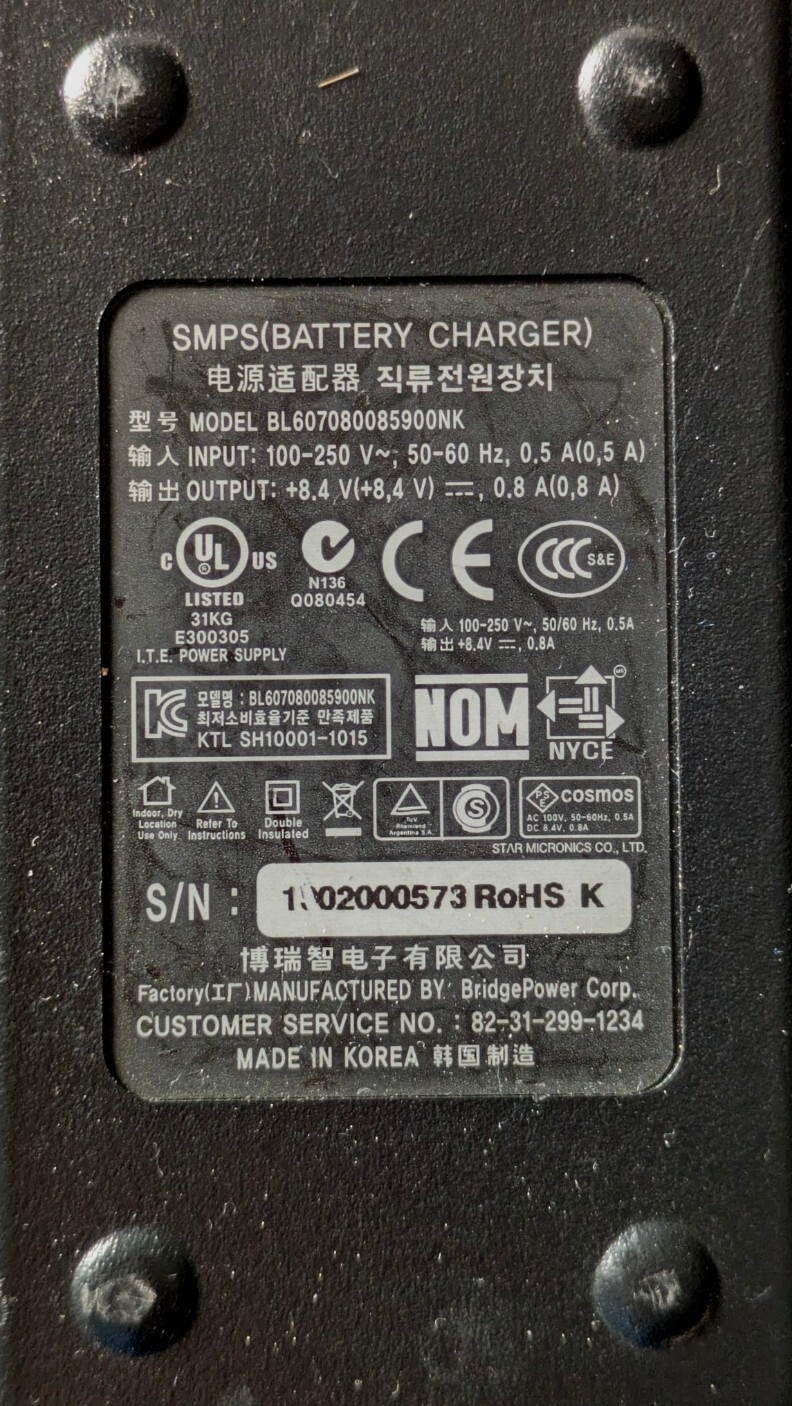 SMPS(BATTERY CHARGER)
电源适配器 직류전원장치
型号 MODEL BL607080085900NK
输入 INPUT: 100-250 V~, 50-60 Hz, 0.5 A(0,5 A)
输出 OUTPUT: +8.4 V(+8,4 V) ⎓, 0.8 A(0,8 A)
C UL ® US
LISTED
31KG
E300305
I.T.E. POWER SUPPLY
N136
Q080454
CE
CCC S&E
输入 100-250 V~, 50/60 Hz, 0.5A
输出 +8.4V ⎓, 0.8A
모델명 : BL607080085900NK
최저소비효율기준 만족제품
KTL SH10001-1015
NOM
NYCE
Indoor, Dry
Location
Use Only
Refer To
Instructions
Double
Insulated
TüV
Rheinland
Argentina S.A.
S
PSE cosmos
AC 100V, 50-60Hz, 0.5A
DC 8.4V, 0.8A
STAR MICRONICS CO., LTD.
S/N : RoHS K
博瑞智电子有限公司
Factory(工厂)MANUFACTURED BY: BridgePower Corp.
CUSTOMER SERVICE NO. : 82-31-299-1234
MADE IN KOREA 韩国制造